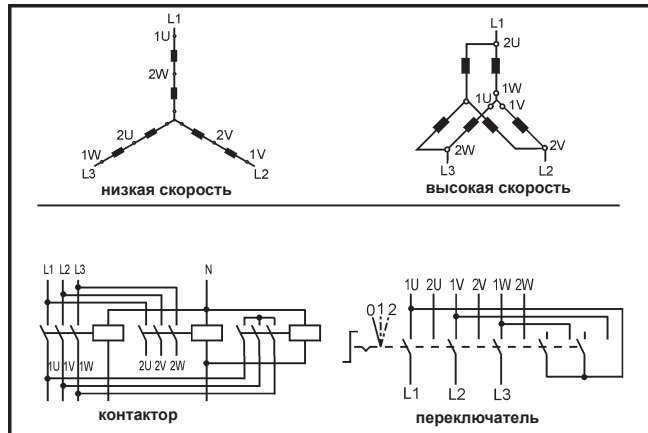 L1
1U
2W
2U
2V
1W
1V
L3
L2
низкая скорость
L1
2U
1W
1U
1V
2W
2V
L3
L2
высокая скорость
L1 L2 L3
N
1U 1V 1W
2U 2V 2W
контактор
1U 2U 1V 2V 1W 2W
0 1 2
L1 L2 L3
переключатель